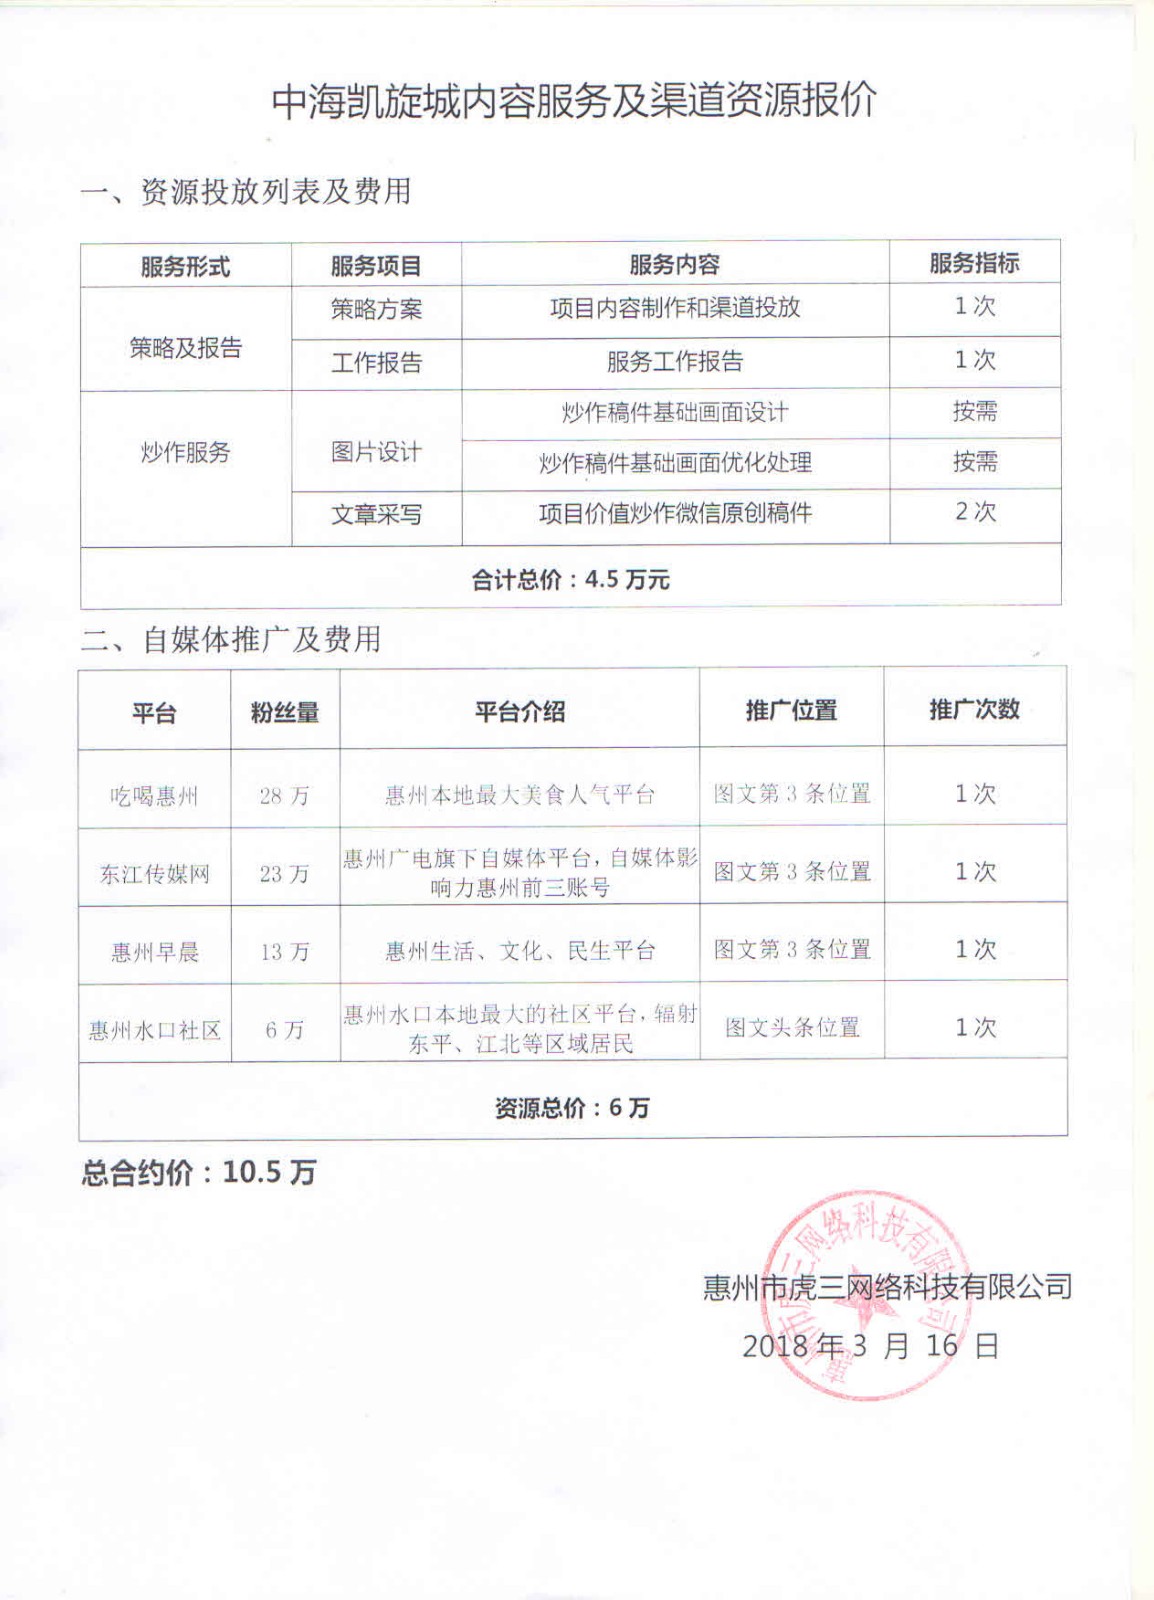 中海凯旋城内容服务及渠道资源报价
一、资源投放列表及费用
服务形式 服务项目 服务内容 服务指标
策略及报告 策略方案 项目内容制作和渠道投放 1 次
工作报告 服务工作报告 1 次
炒作服务 图片设计 炒作稿件基础画面设计 按需
炒作稿件基础画面优化处理 按需
文章采写 项目价值炒作微信原创稿件 2 次
合计总价：4.5 万元
二、自媒体推广及费用
平台 粉丝量 平台介绍 推广位置 推广次数
吃喝惠州 28 万 惠州本地最大美食人气平台 图文第 3 条位置 1 次
东江传媒网 23 万 惠州广电旗下自媒体平台，自媒体影 图文第 3 条位置 1 次
响力惠州前三账号
惠州早晨 13 万 惠州生活、文化、民生平台 图文第 3 条位置 1 次
惠州水口社区 6 万 惠州水口本地最大的社区平台，辐射 图文头条位置 1 次
东平、江北等区域居民
资源总价：6 万
总合约价：10.5 万
惠州市虎三网络科技有限公司
惠州市虎三网络科技有限公司
2018 年 3 月 16 日